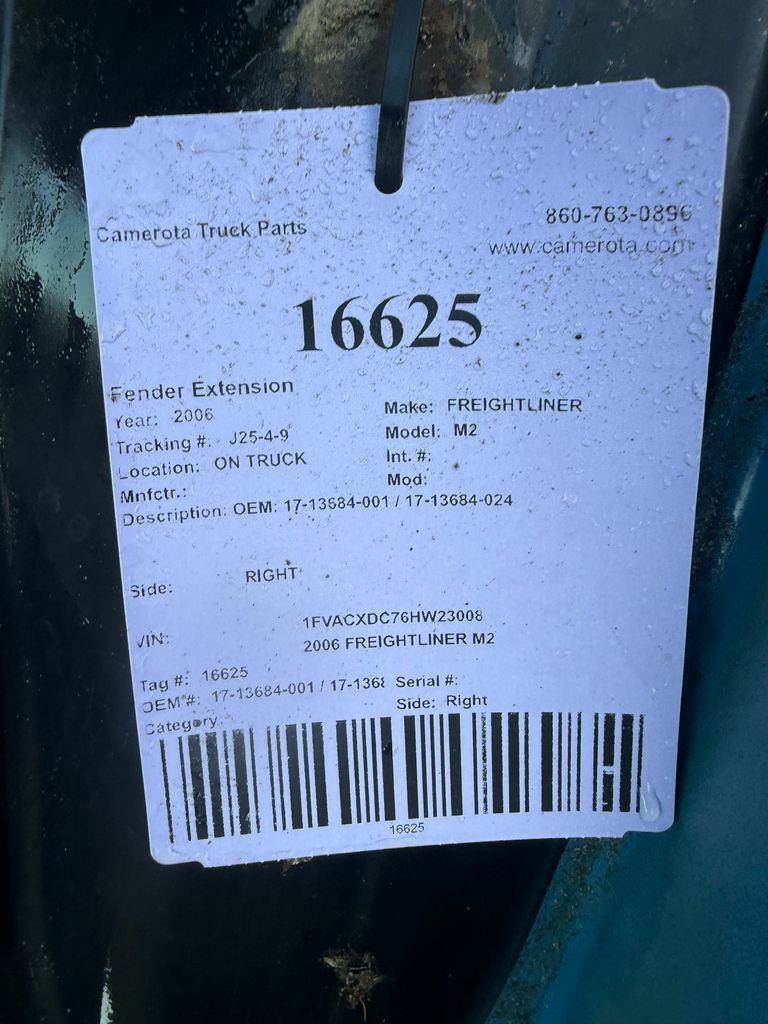 Camerota Truck Parts
860-763-0896
www.camerota.com
16625
Fender Extension
Year: 2006
Make: FREIGHTLINER
Tracking #: J25-4-9
Model: M2
Location: ON TRUCK
Int. #:
Mnfctr.:
Mod:
Description: OEM: 17-13684-001 / 17-13684-024
Side: RIGHT
VIN: 1FVACXDC76HW23008
2006 FREIGHTLINER M2
Tag #: 16625
OEM #: 17-13684-001 / 17-1368
Serial #:
Side: Right
Category:
16625